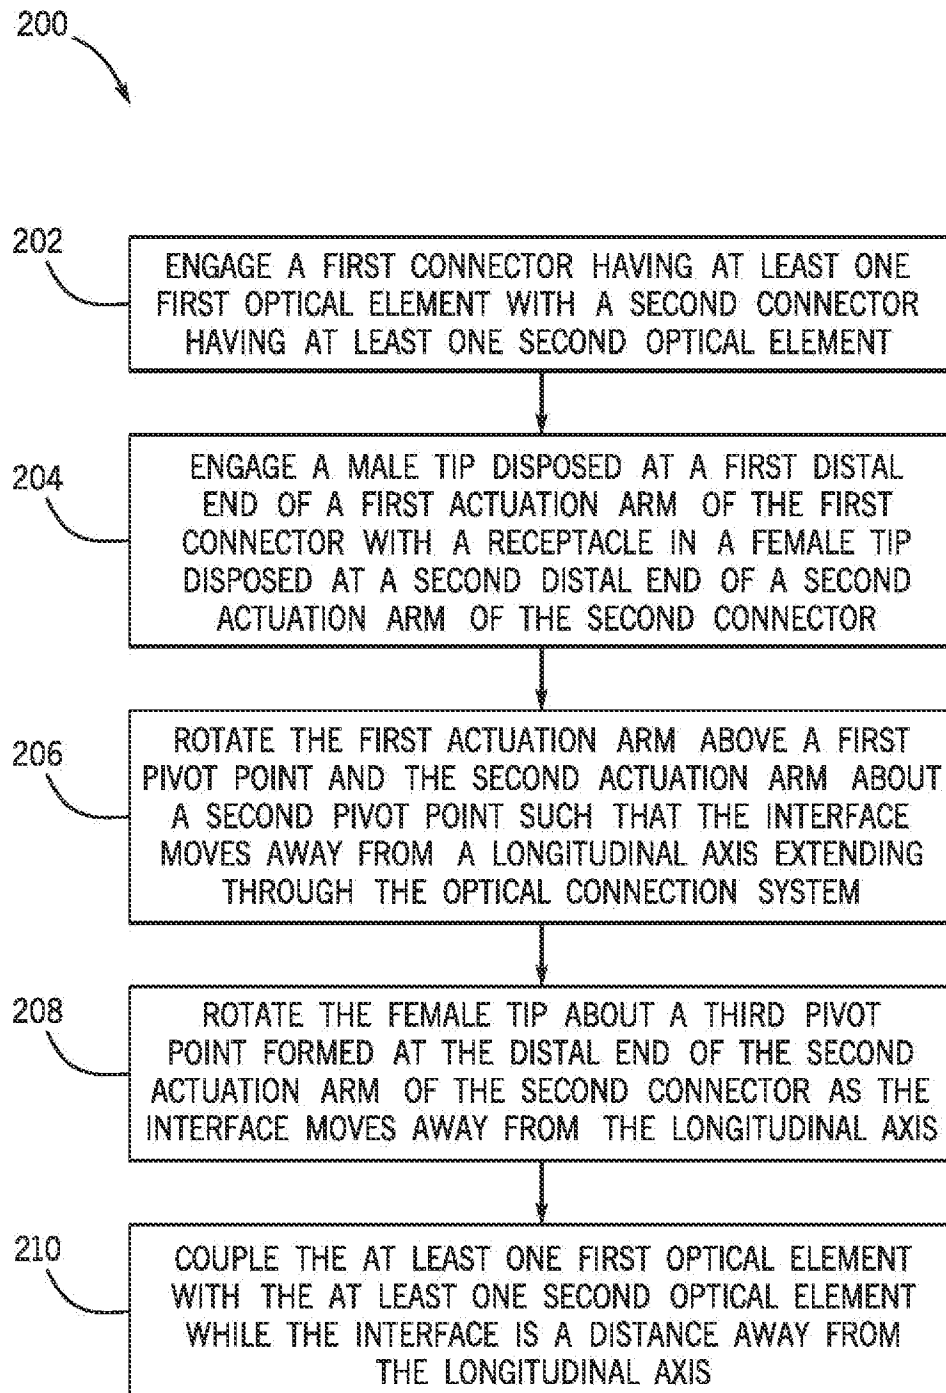 200
202
ENGAGE A FIRST CONNECTOR HAVING AT LEAST ONE
FIRST OPTICAL ELEMENT WITH A SECOND CONNECTOR
HAVING AT LEAST ONE SECOND OPTICAL ELEMENT
204
ENGAGE A MALE TIP DISPOSED AT A FIRST DISTAL
END OF A FIRST ACTUATION ARM OF THE FIRST
CONNECTOR WITH A RECEPTACLE IN A FEMALE TIP
DISPOSED AT A SECOND DISTAL END OF A SECOND
ACTUATION ARM OF THE SECOND CONNECTOR
206
ROTATE THE FIRST ACTUATION ARM ABOVE A FIRST
PIVOT POINT AND THE SECOND ACTUATION ARM ABOUT
A SECOND PIVOT POINT SUCH THAT THE INTERFACE
MOVES AWAY FROM A LONGITUDINAL AXIS EXTENDING
THROUGH THE OPTICAL CONNECTION SYSTEM
208
ROTATE THE FEMALE TIP ABOUT A THIRD PIVOT
POINT FORMED AT THE DISTAL END OF THE SECOND
ACTUATION ARM OF THE SECOND CONNECTOR AS THE
INTERFACE MOVES AWAY FROM THE LONGITUDINAL AXIS
210
COUPLE THE AT LEAST ONE FIRST OPTICAL ELEMENT
WITH THE AT LEAST ONE SECOND OPTICAL ELEMENT
WHILE THE INTERFACE IS A DISTANCE AWAY FROM
THE LONGITUDINAL AXIS